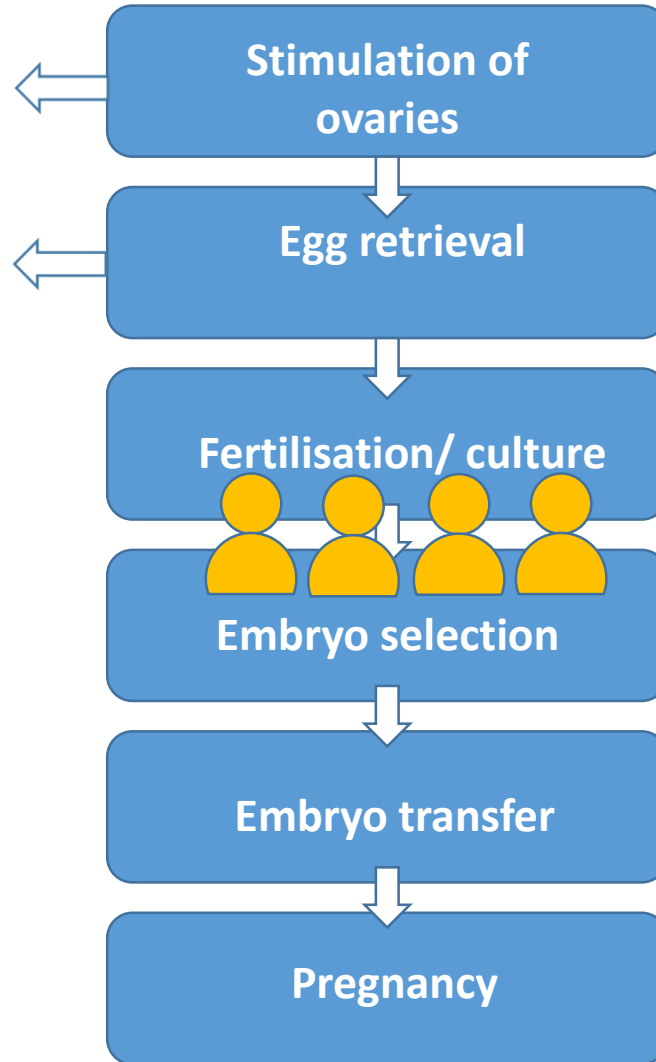 Stimulation of
ovaries
Egg retrieval
Fertilisation/ culture
Embryo selection
Embryo transfer
Pregnancy